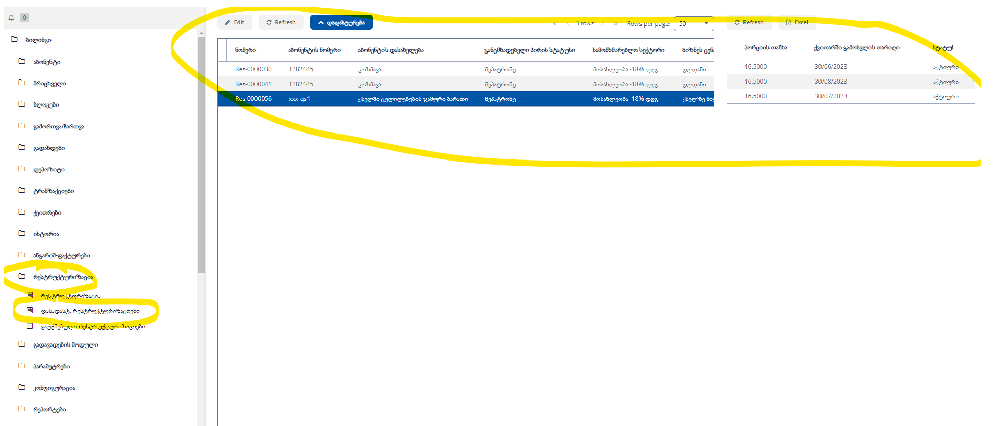 0
ბილინგი
აბონენტი
მრიცხველი
ბლოკები
გამორთვა/ჩართვა
გადახდები
დეპოზიტი
ტრანზაქციები
ქვითრები
ისტორია
ანგარიშ-ფაქტურები
რესტრუქტურიზაცია
რესტრუქტურიზაცია
დასადასტ. რესტრუქტურიზაციები
გაუქმებული რესტრუქტურიზაციები
გადავადების მოდული
პარამეტრები
კონფიგურაცია
რეპორტები
Edit Refresh დადასტურება « ‹ 3 rows › » Rows per page: 50
ნომერი აბონენტის ნომერი აბონენტის დასახელება განცმხადებელი პირის სტატუსი სამომხმარებლო სექტორი ბიზნეს ცენ
Res-0000030 1282445 კოზმავა მეპატრონე მოსახლეობა -18% დღგ გლდანი
Res-0000041 1282445 კოზმავა მეპატრონე მოსახლეობა -18% დღგ გლდანი
Res-0000056 xxx-qs1 ქსელში ცვლილებების ჯამური ბარათი მეპატრონე მოსახლეობა -18% დღგ ქსელზე მი
Refresh Excel
პორციის თანხა ქვითარში გამოსვლის თარიღი სტატუს
16.5000 30/06/2023 აქტიური
16.5000 30/08/2023 აქტიური
16.5000 30/07/2023 აქტიური